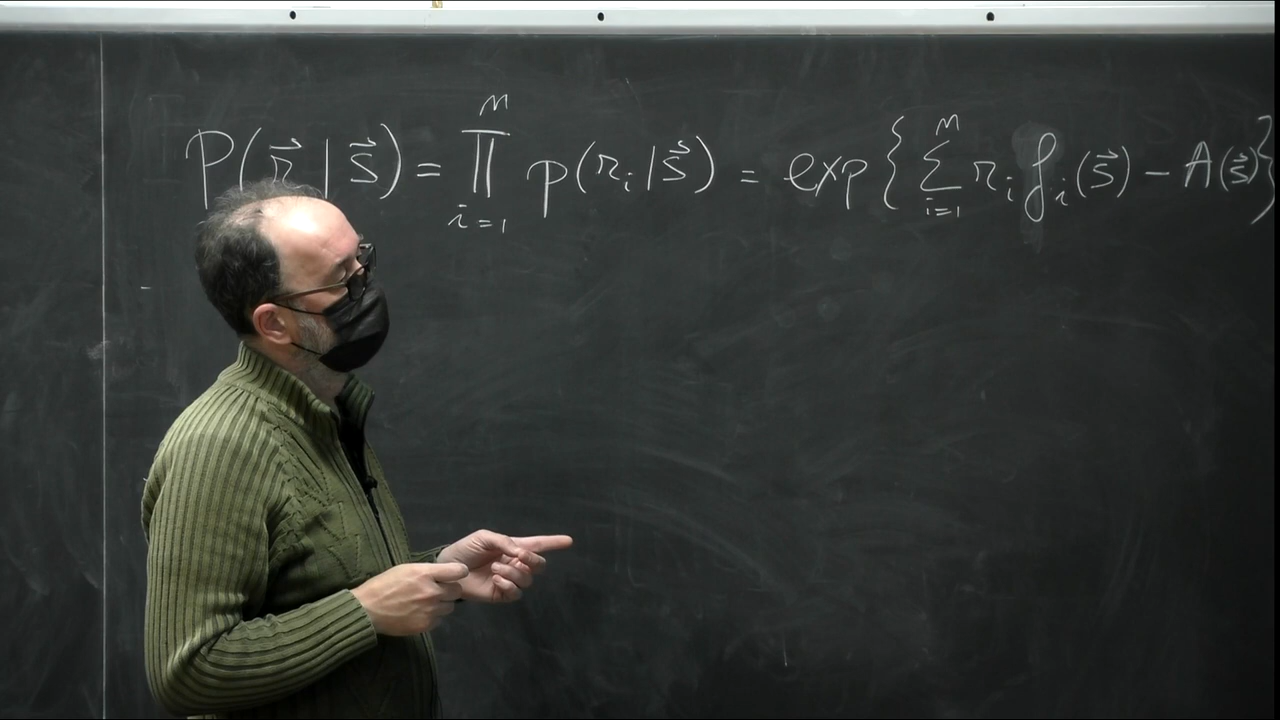 P(r⃗ | s⃗) = ∏_{i=1}^{M} p(r_i | s⃗) = exp{ ∑_{i=1}^{M} r_i f_i(s⃗) − A(s⃗) }